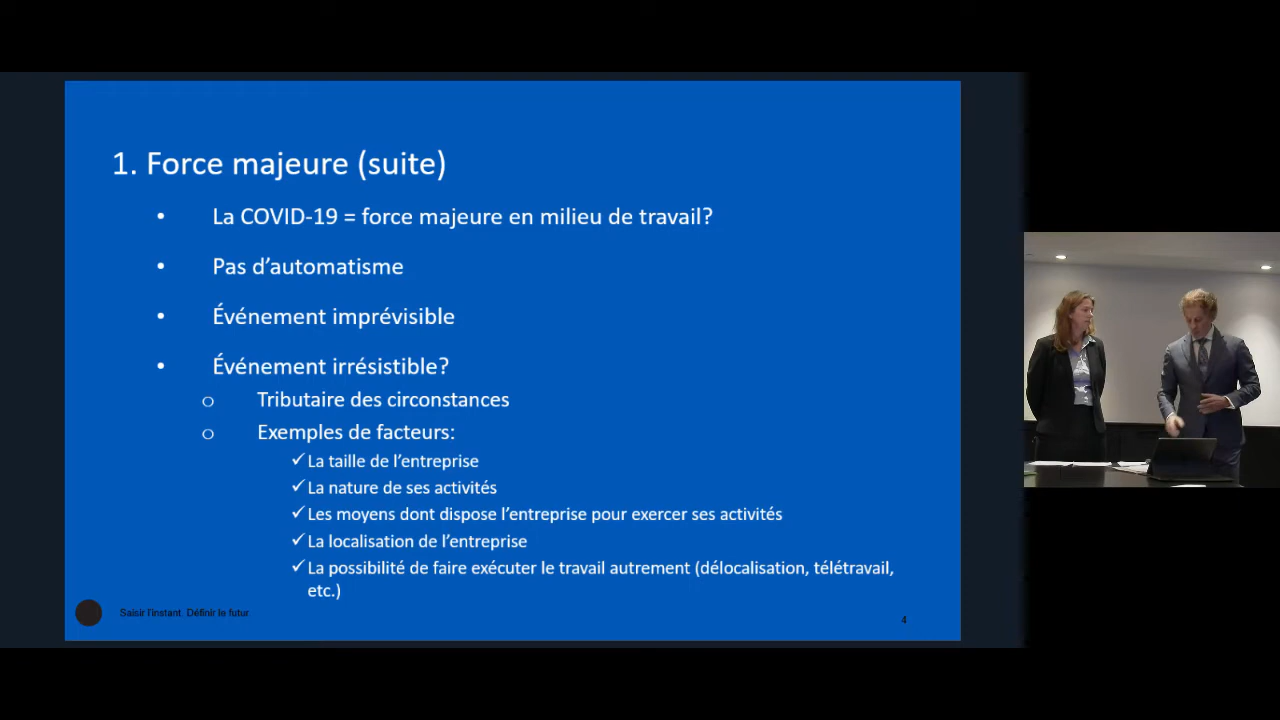 1. Force majeure (suite)
• La COVID-19 = force majeure en milieu de travail?
• Pas d’automatisme
• Événement imprévisible
• Événement irrésistible?
o Tributaire des circonstances
o Exemples de facteurs:
✓ La taille de l’entreprise
✓ La nature de ses activités
✓ Les moyens dont dispose l’entreprise pour exercer ses activités
✓ La localisation de l’entreprise
✓ La possibilité de faire exécuter le travail autrement (délocalisation, télétravail,
etc.)
Saisir l'instant. Définir le futur.
4